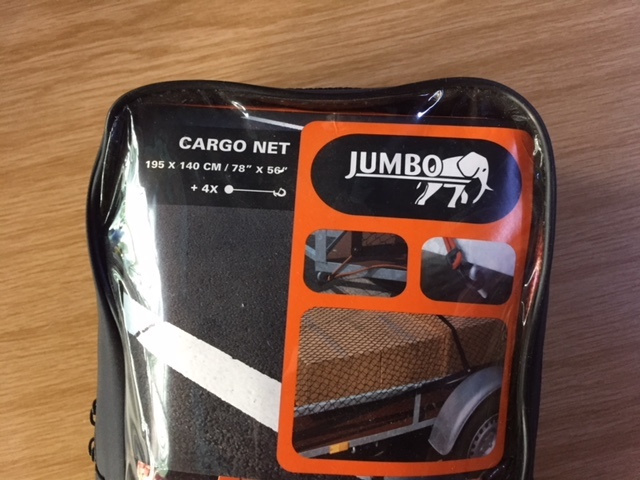 CARGO NET
195 X 140 CM / 78" X 56"
+ 4X
JUMBO